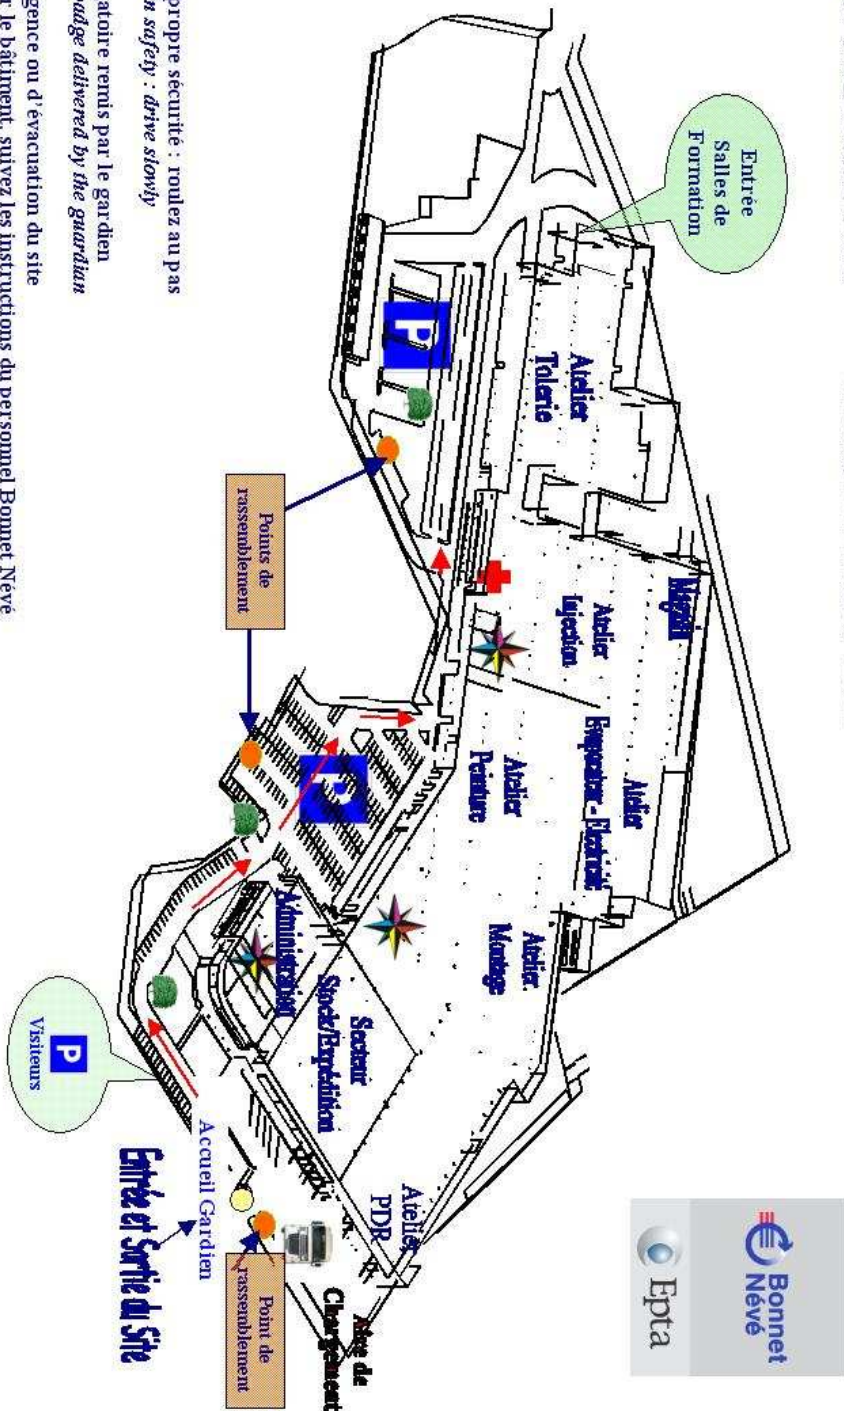 Bonnet
Névé
Epta
Entrée
Salles de
Formation
Atelier
Tolerie
P
Magasin
Atelier
Injection
Atelier
Evaporateur - Electricité
Atelier
Peinture
Atelier
Montage
Points de
rassemblement
P
Administration
Secteur
Stock/Expédition
Atelier
PDR
Aire de
Chargement
Point de
rassemblement
P
Visiteurs
Accueil Gardien
Entrée et Sortie du Site
propre sécurité : roulez au pas
n safety : drive slowly
atoire remis par le gardien
badge delivered by the guardian
gence ou d'évacuation du site
r le bâtiment, suivez les instructions du personnel Bonnet Névé